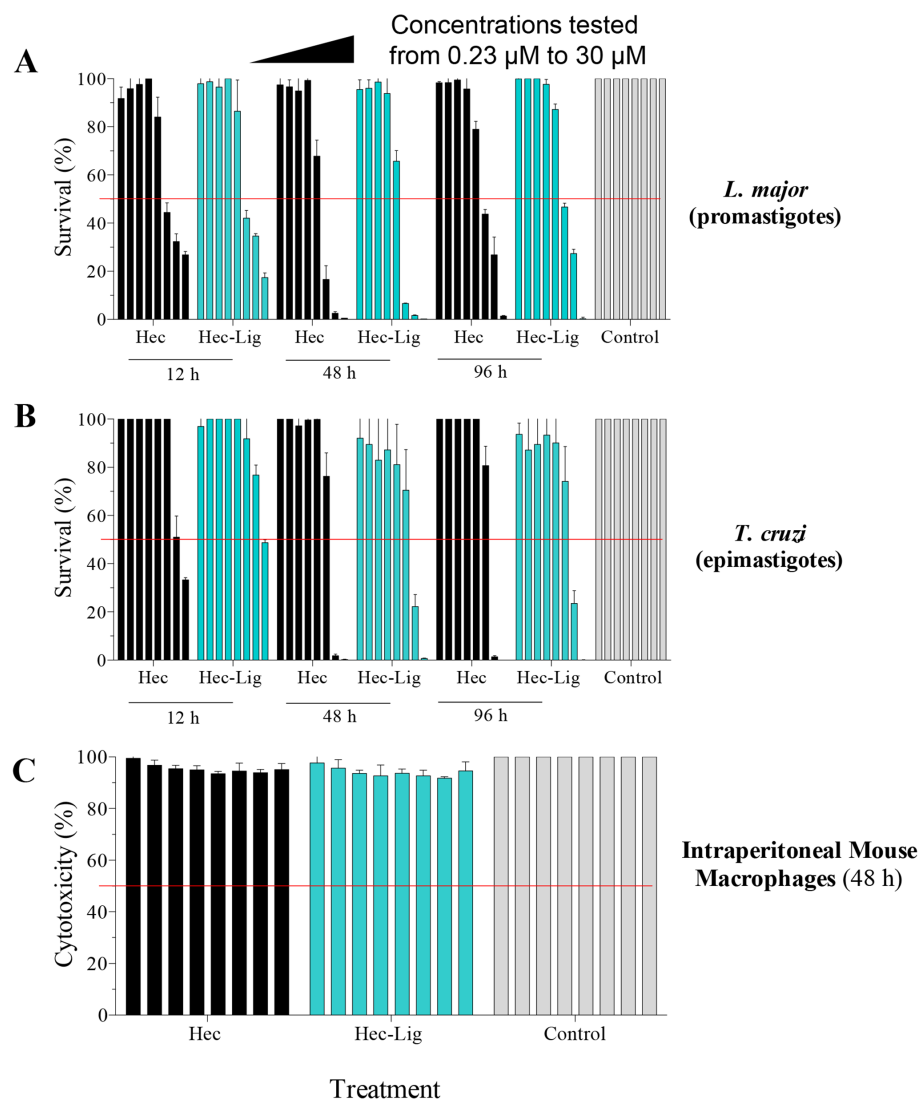 Concentrations tested
from 0.23 µM to 30 µM
A
100
80
60
40
20
0
Survival (%)
Hec
Hec-Lig
Hec
Hec-Lig
Hec
Hec-Lig
Control
12 h
48 h
96 h
L. major
(promastigotes)
B
100
80
60
40
20
0
Survival (%)
Hec
Hec-Lig
Hec
Hec-Lig
Hec
Hec-Lig
Control
12 h
48 h
96 h
T. cruzi
(epimastigotes)
C
100
80
60
40
20
0
Cytotoxicity (%)
Hec
Hec-Lig
Control
Intraperitoneal Mouse
Macrophages (48 h)
Treatment